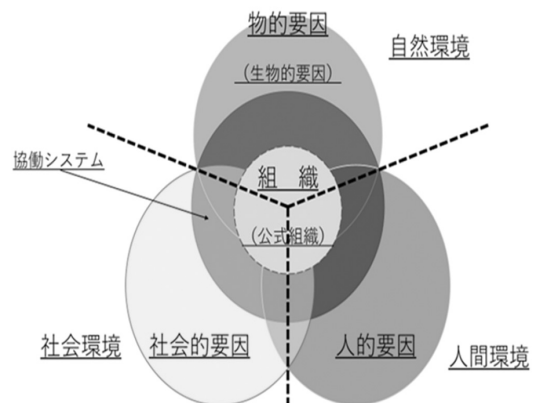 物的要因
自然環境
(生物的要因)
協働システム
組 織
(公式組織)
社会環境
社会的要因
人的要因
人間環境